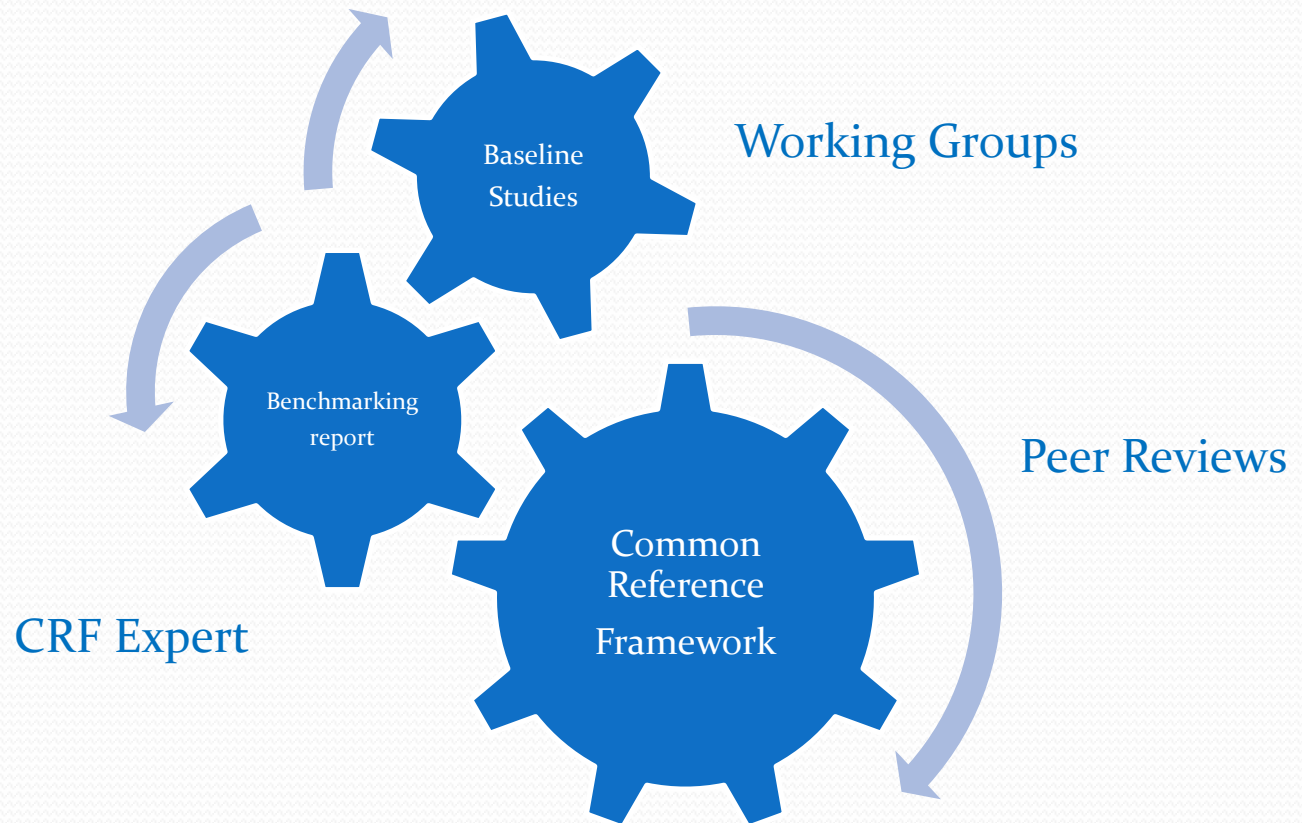 Baseline
Studies
Working Groups
Benchmarking
report
Peer Reviews
Common
Reference
Framework
CRF Expert